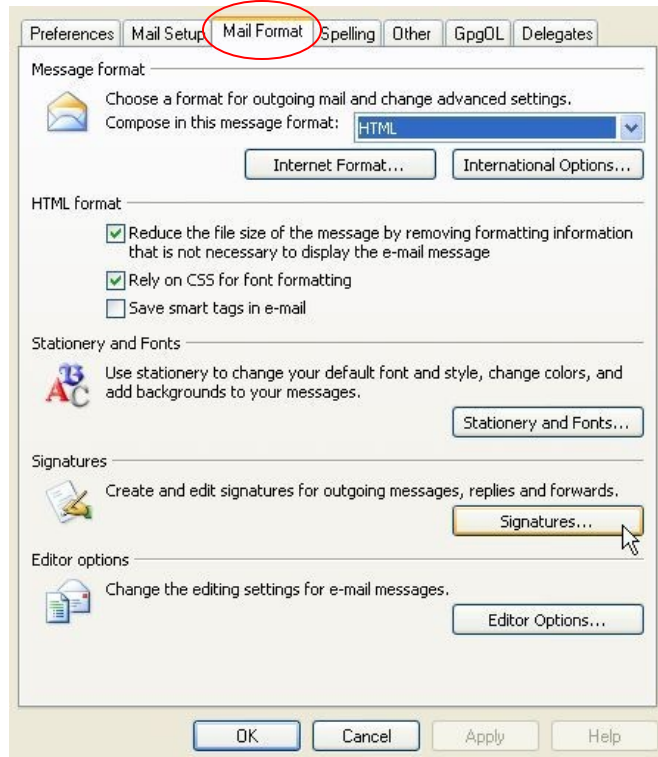 Preferences Mail Setup Mail Format Spelling Other GpgOL Delegates
Message format
Choose a format for outgoing mail and change advanced settings.
Compose in this message format: HTML
Internet Format... International Options...
HTML format
Reduce the file size of the message by removing formatting information
that is not necessary to display the e-mail message
Rely on CSS for font formatting
Save smart tags in e-mail
Stationery and Fonts
Use stationery to change your default font and style, change colors, and
add backgrounds to your messages.
Stationery and Fonts...
Signatures
Create and edit signatures for outgoing messages, replies and forwards.
Signatures...
Editor options
Change the editing settings for e-mail messages.
Editor Options...
OK Cancel Apply Help